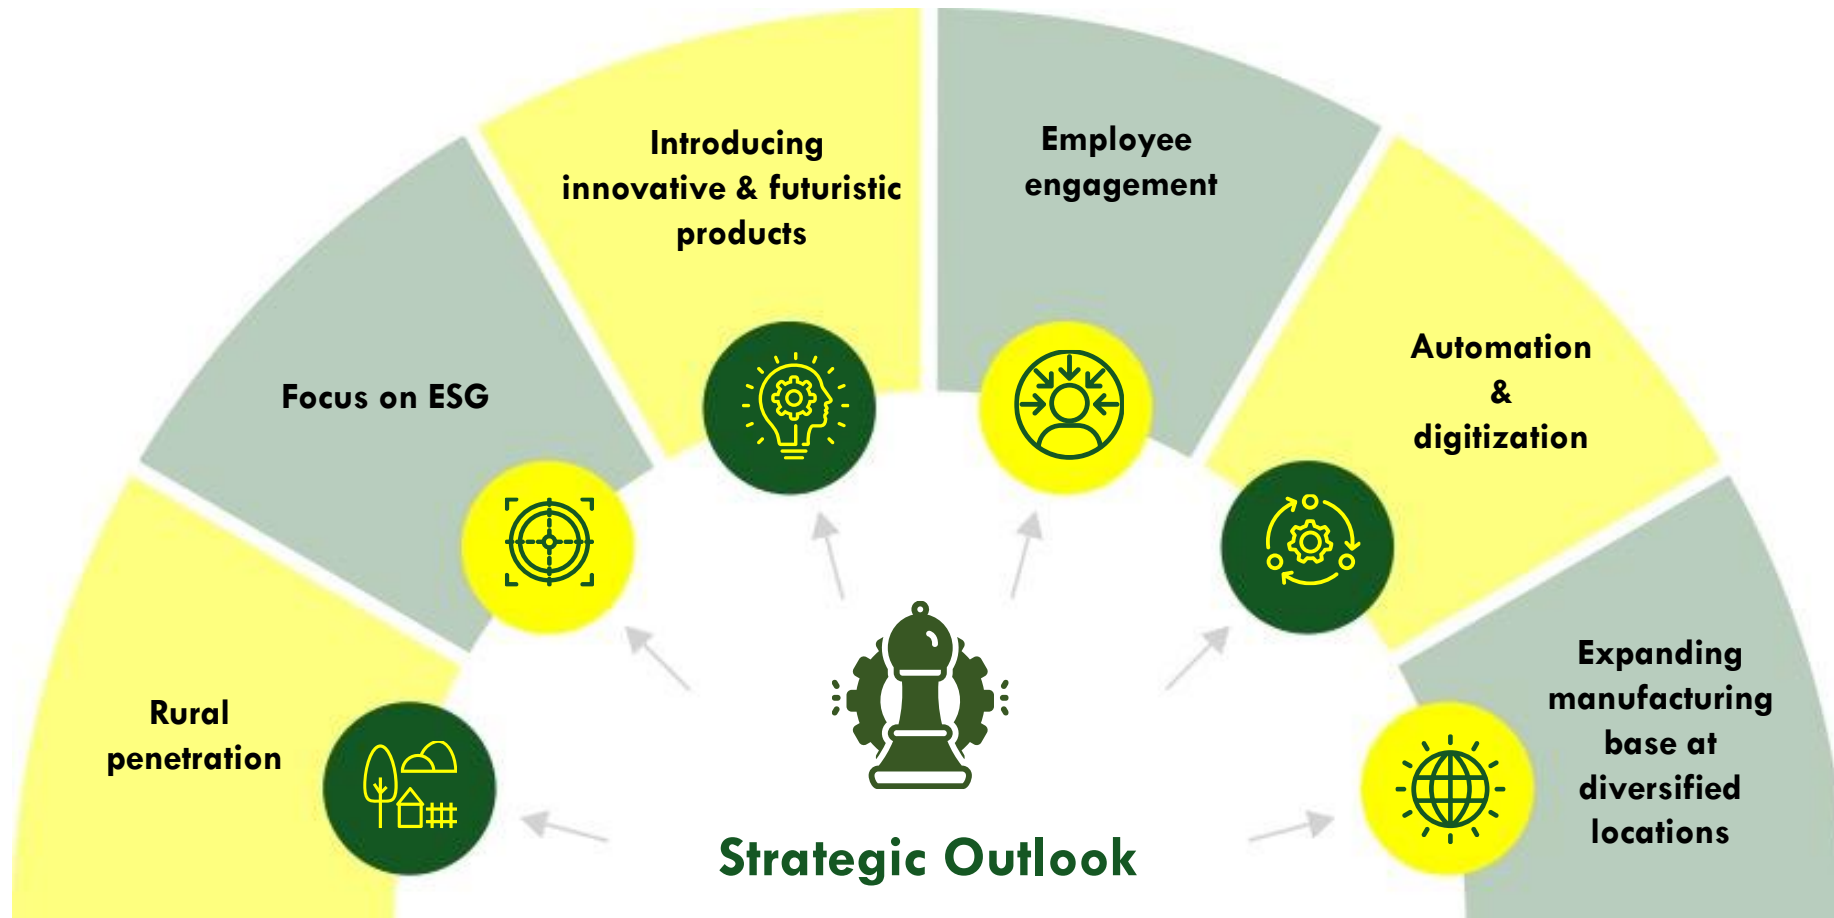 Introducing
innovative & futuristic
products
Employee
engagement
Focus on ESG
Automation
&
digitization
Rural
penetration
Expanding
manufacturing
base at
diversified
locations
Strategic Outlook